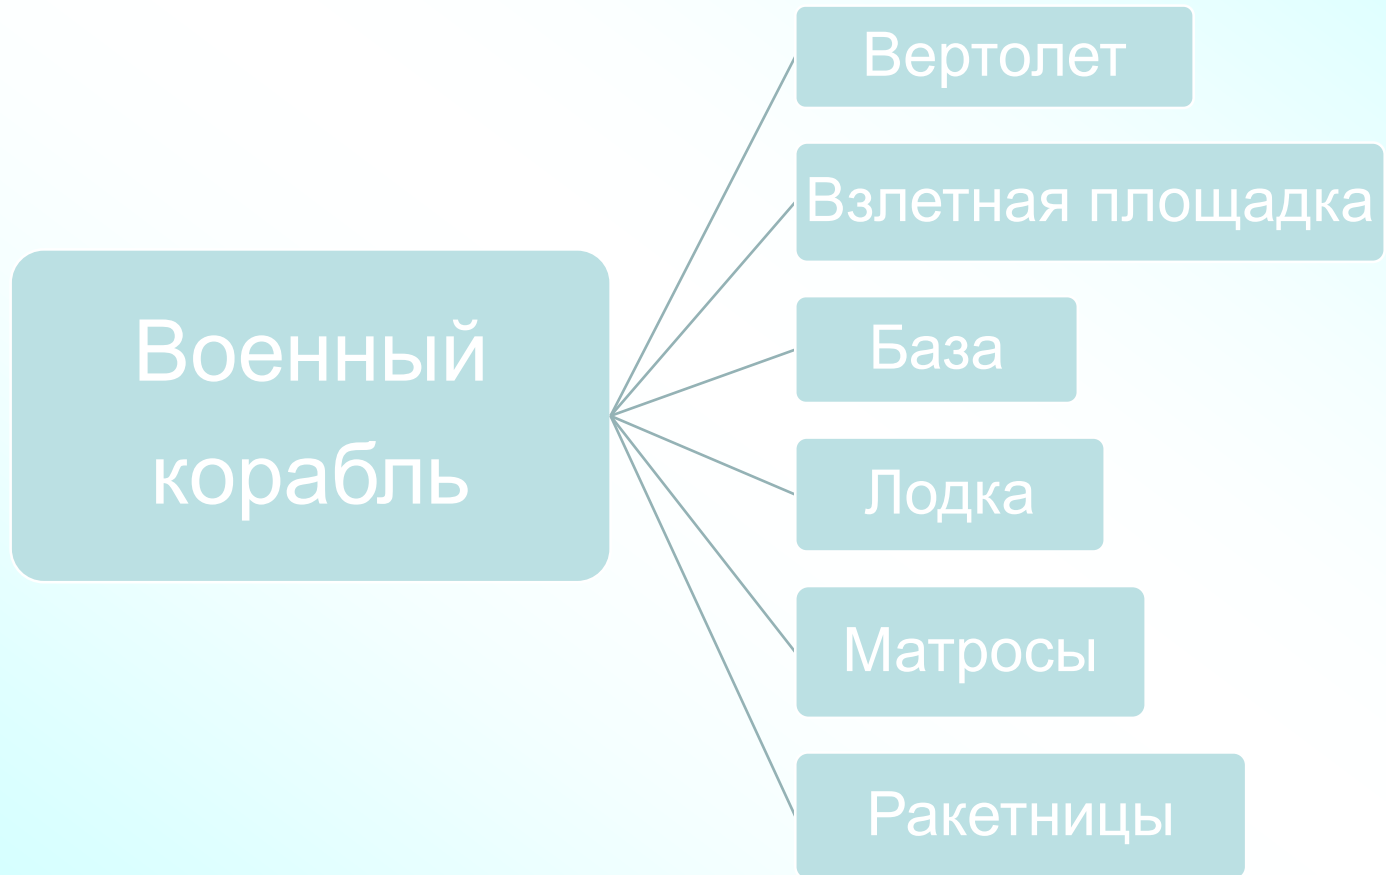 Вертолет
Взлетная площадка
Военный
корабль
База
Лодка
Матросы
Ракетницы